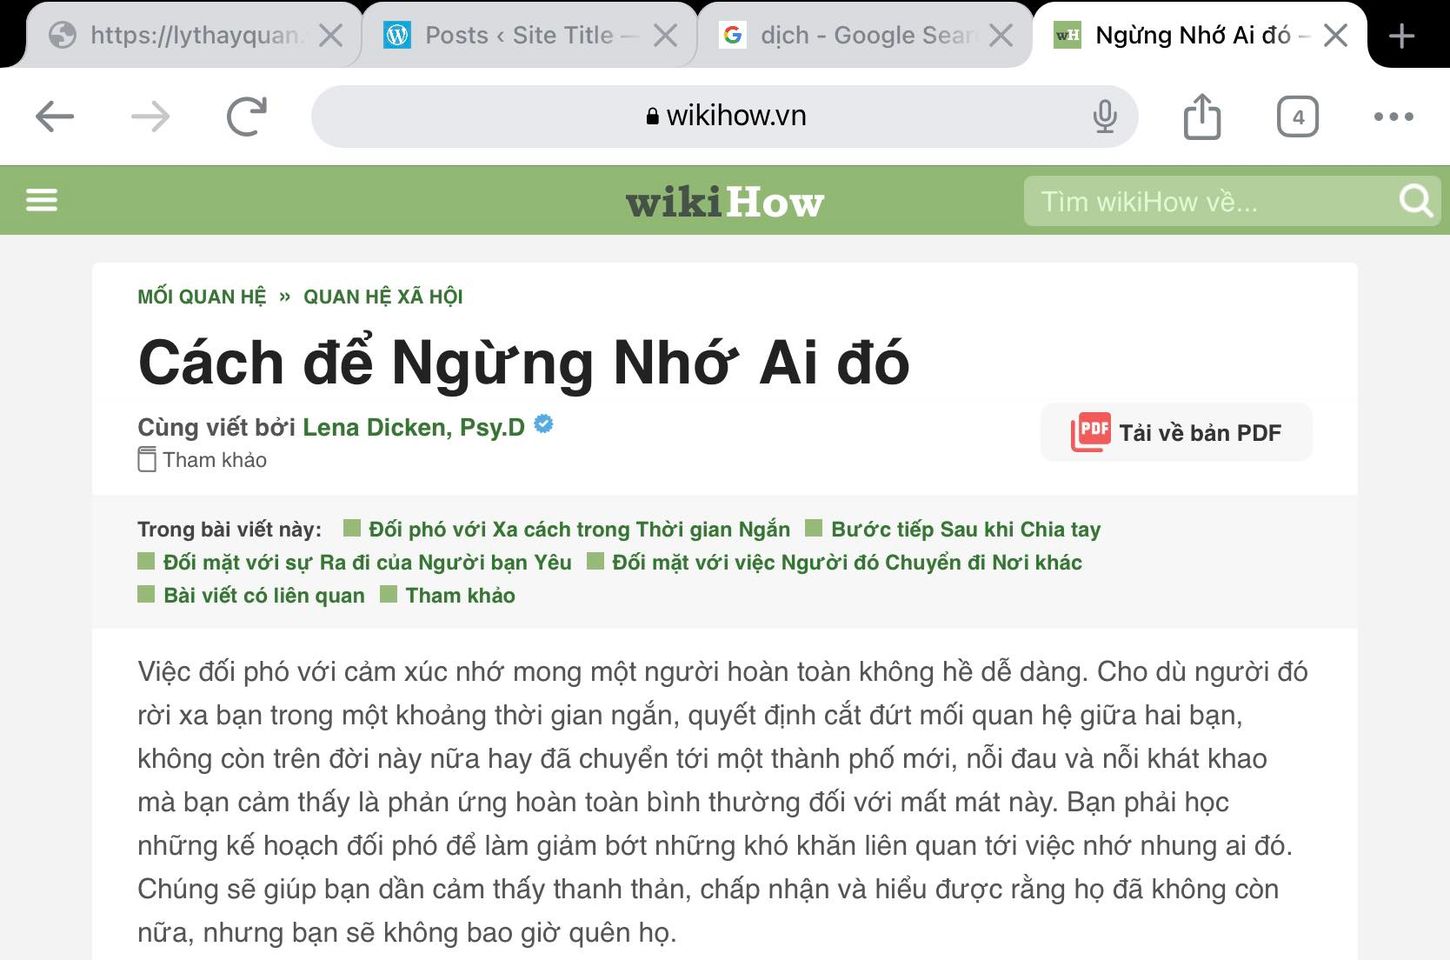 https://lythayquan.
Posts ‹ Site Title —
dịch - Google Sear
wH Ngừng Nhớ Ai đó –
wikihow.vn
4
wikiHow
Tìm wikiHow về...
MỐI QUAN HỆ » QUAN HỆ XÃ HỘI
Cách để Ngừng Nhớ Ai đó
Cùng viết bởi Lena Dicken, Psy.D
Tham khảo
PDF Tải về bản PDF
Trong bài viết này: Đối phó với Xa cách trong Thời gian Ngắn Bước tiếp Sau khi Chia tay
Đối mặt với sự Ra đi của Người bạn Yêu Đối mặt với việc Người đó Chuyển đi Nơi khác
Bài viết có liên quan Tham khảo
Việc đối phó với cảm xúc nhớ mong một người hoàn toàn không hề dễ dàng. Cho dù người đó
rời xa bạn trong một khoảng thời gian ngắn, quyết định cắt đứt mối quan hệ giữa hai bạn,
không còn trên đời này nữa hay đã chuyển tới một thành phố mới, nỗi đau và nỗi khát khao
mà bạn cảm thấy là phản ứng hoàn toàn bình thường đối với mất mát này. Bạn phải học
những kế hoạch đối phó để làm giảm bớt những khó khăn liên quan tới việc nhớ nhung ai đó.
Chúng sẽ giúp bạn dần cảm thấy thanh thản, chấp nhận và hiểu được rằng họ đã không còn
nữa, nhưng bạn sẽ không bao giờ quên họ.